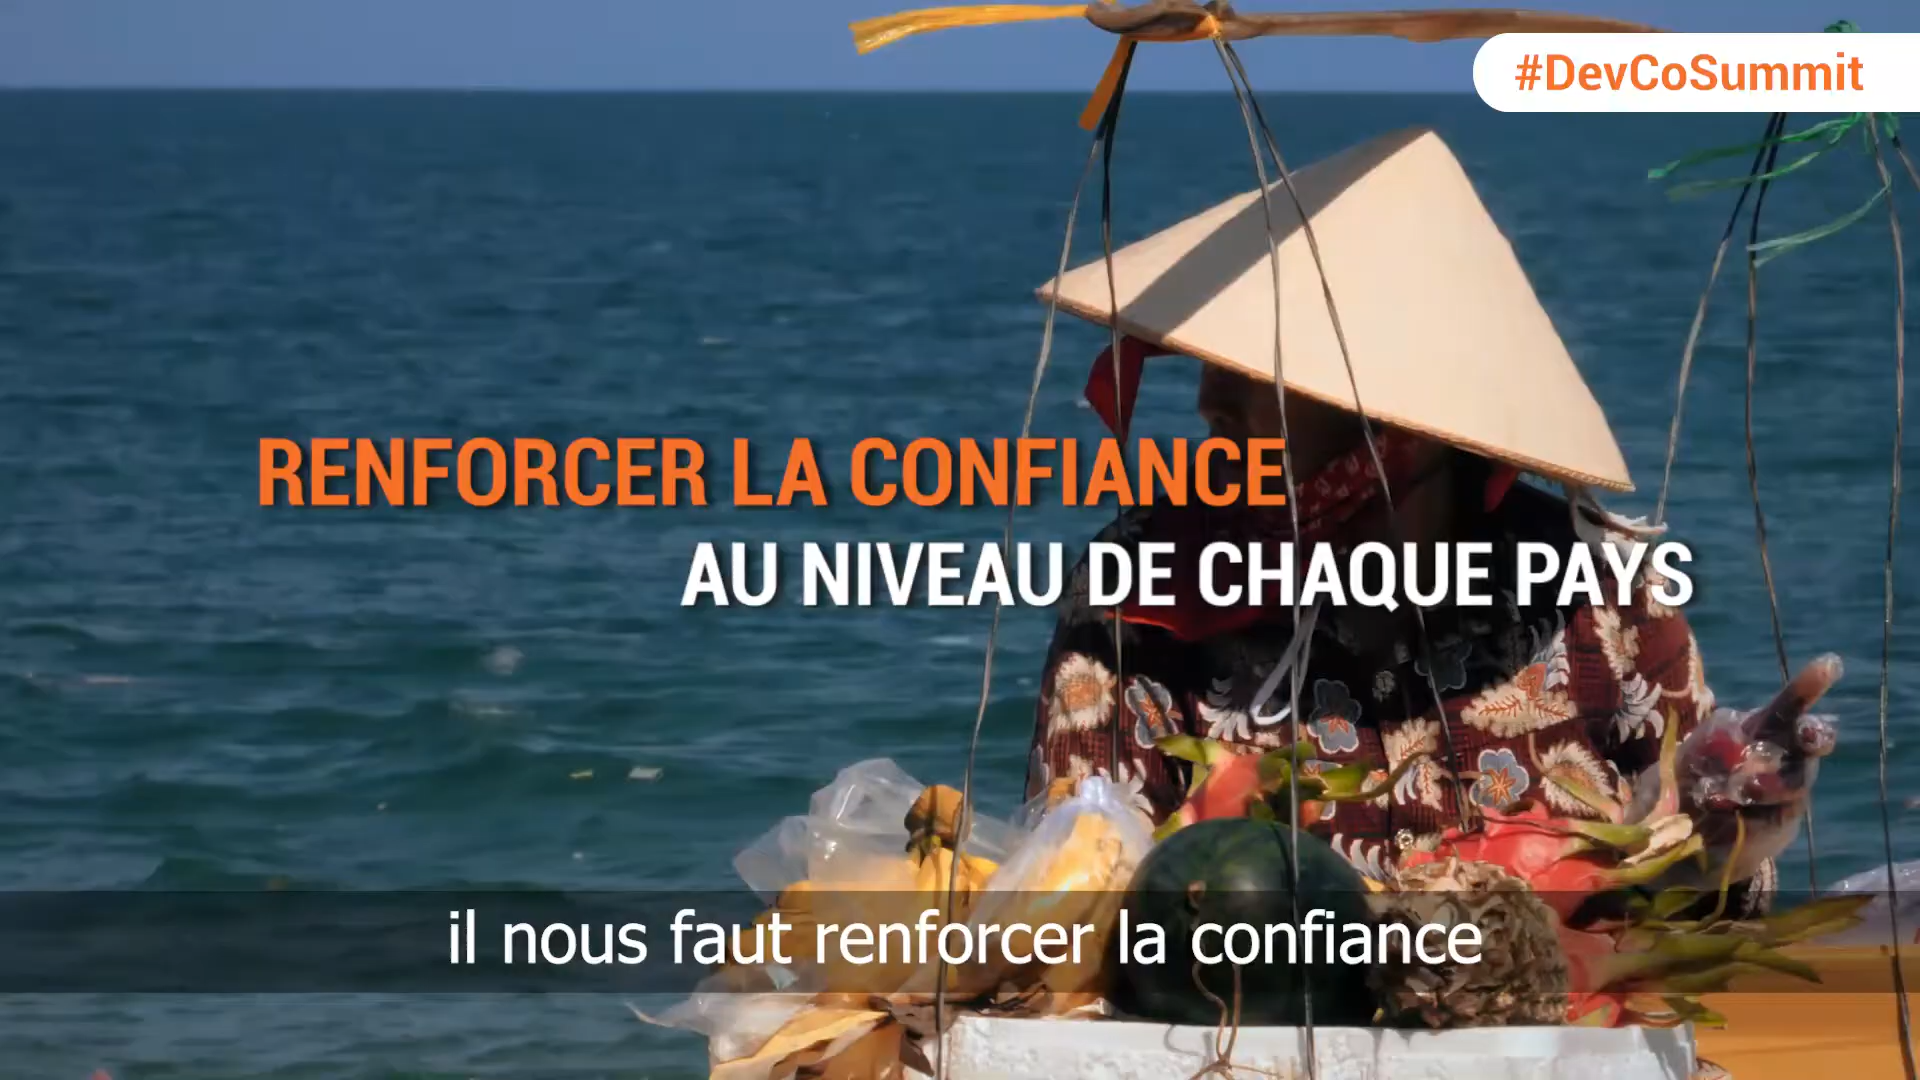 #DevCoSummit
RENFORCER LA CONFIANCE
AU NIVEAU DE CHAQUE PAYS
il nous faut renforcer la confiance